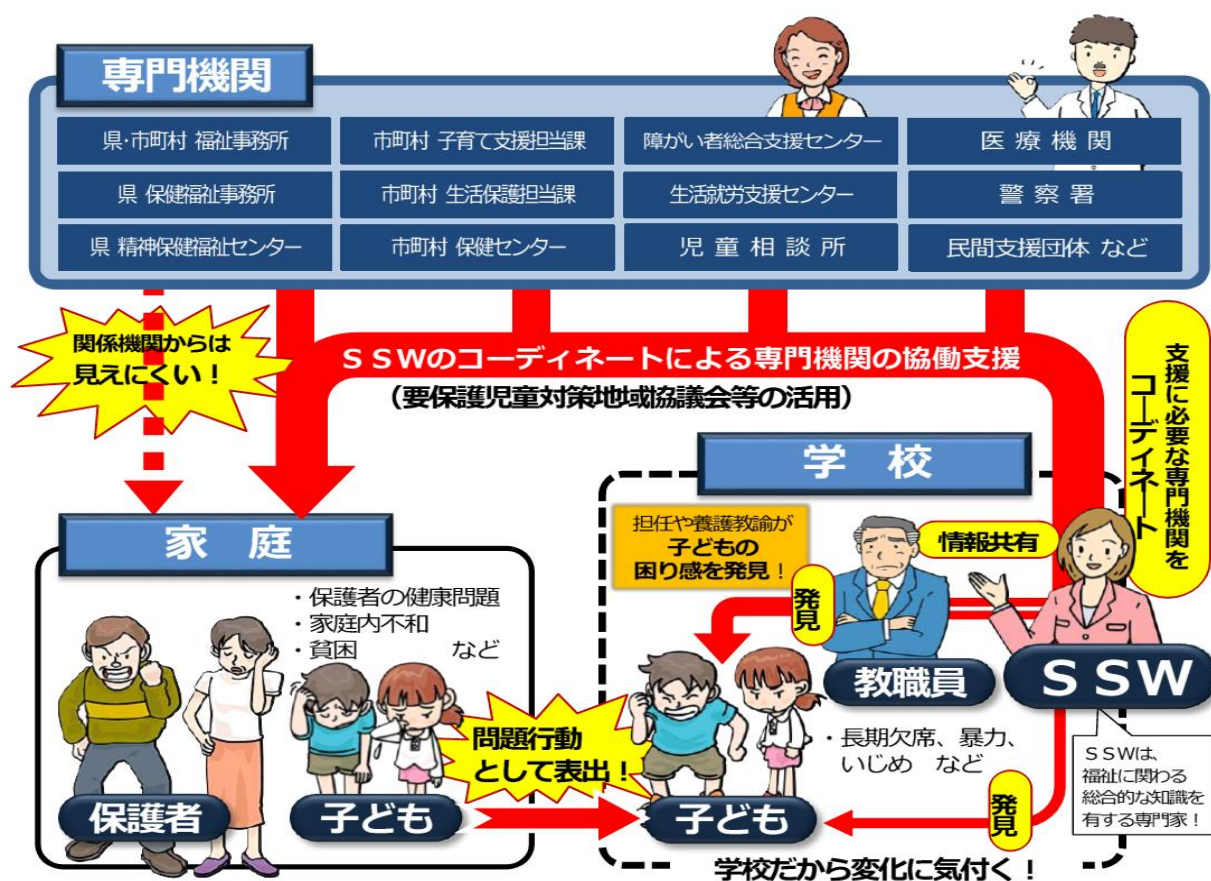 専門機関
県・市町村 福祉事務所
市町村 子育て支援担当課
障がい者総合支援センター
医療機関
県 保健福祉事務所
市町村 生活保護担当課
生活就労支援センター
警察署
県 精神保健福祉センター
市町村 保健センター
児童相談所
民間支援団体 など
関係機関からは
見えにくい！
ＳＳＷのコーディネートによる専門機関の協働支援
（要保護児童対策地域協議会等の活用）
支援に必要な専門機関を
コーディネート
学 校
担任や養護教諭が
子どもの
困り感を発見！
情報共有
発見
教職員
ＳＳＷ
・長期欠席、暴力、
いじめ など
ＳＳＷは、
福祉に関わる
総合的な知識を
有する専門家！
家 庭
・保護者の健康問題
・家庭内不和
・貧困 など
保護者
子ども
問題行動
として表出！
子ども
発見
学校だから変化に気付く！